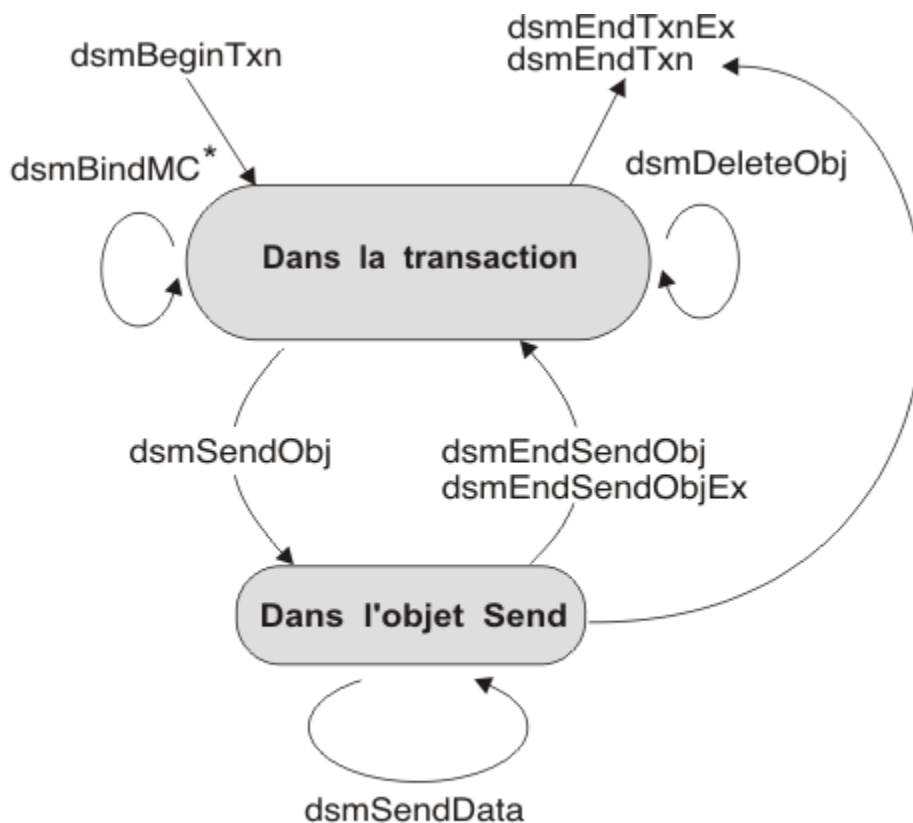 dsmEndTxnEx
dsmEndTxn
dsmBeginTxn
dsmBindMC*
dsmDeleteObj
Dans la transaction
dsmSendObj
dsmEndSendObj
dsmEndSendObjEx
Dans l'objet Send
dsmSendData